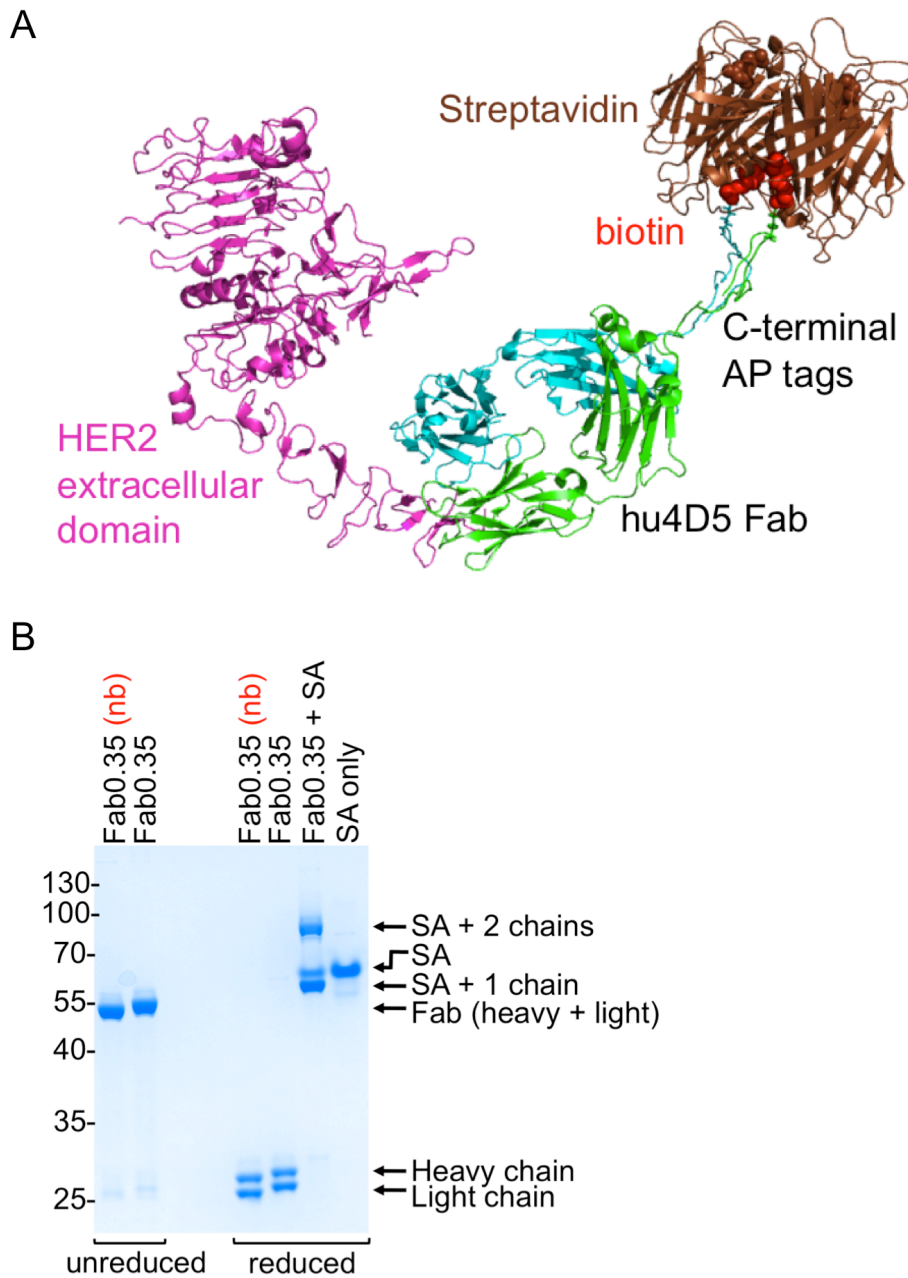 A
Streptavidin
biotin
C-terminal
AP tags
HER2
extracellular
domain
hu4D5 Fab
B
Fab0.35 (nb)
Fab0.35
Fab0.35 (nb)
Fab0.35
Fab0.35 + SA
SA only
130-
100-
70-
55-
40-
35-
25-
SA + 2 chains
SA
SA + 1 chain
Fab (heavy + light)
Heavy chain
Light chain
unreduced
reduced